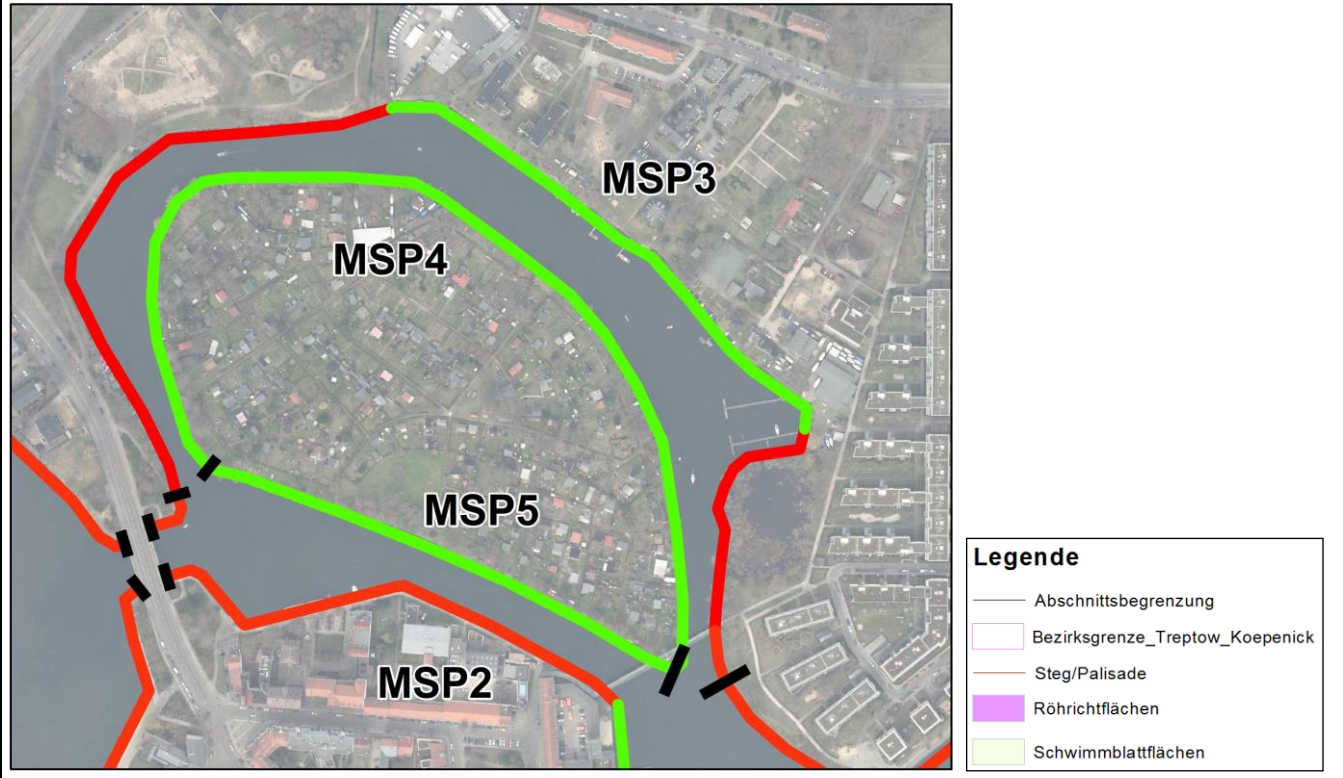 MSP3
MSP4
MSP5
MSP2
Legende
Abschnittsbegrenzung
Bezirksgrenze_Treptow_Koepenick
Steg/Palisade
Röhrichtflächen
Schwimmblattflächen